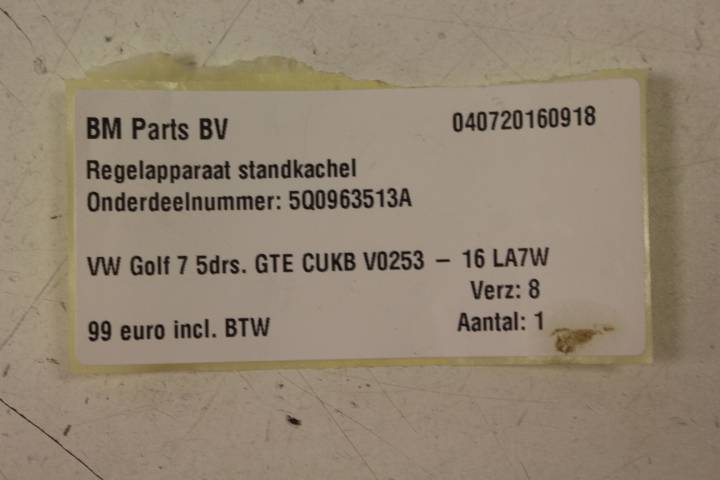 BM Parts BV 040720160918
Regelapparaat standkachel
Onderdeelnummer: 5Q0963513A
VW Golf 7 5drs. GTE CUKB V0253 – 16 LA7W
Verz: 8
99 euro incl. BTW Aantal: 1